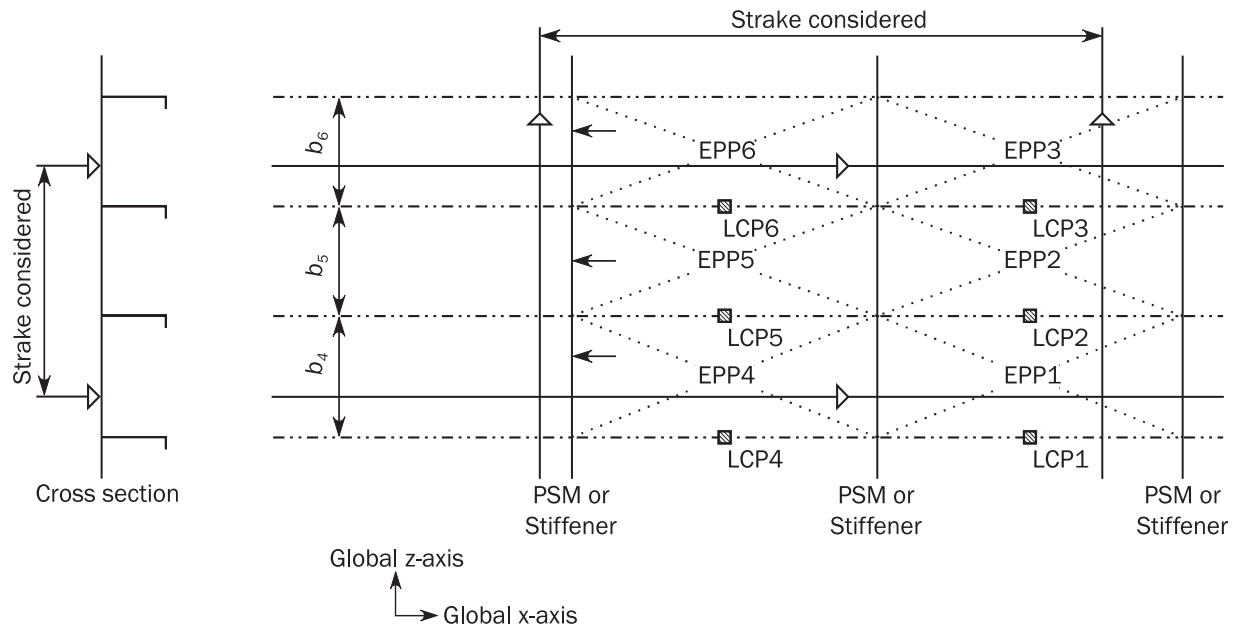 Strake considered
b6
EPP6
EPP3
Strake considered
LCP6
LCP3
b5
EPP5
EPP2
LCP5
LCP2
b4
EPP4
EPP1
LCP4
LCP1
Cross section
PSM or
Stiffener
PSM or
Stiffener
PSM or
Stiffener
Global z-axis
Global x-axis